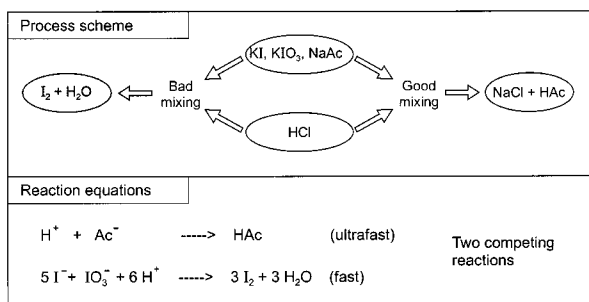 Process scheme
KI, KIO₃, NaAc
I₂ + H₂O
Bad
mixing
Good
mixing
NaCl + HAc
HCl
Reaction equations
H⁺ + Ac⁻ -----> HAc (ultrafast)
5 I⁻ + IO₃⁻ + 6 H⁺ -----> 3 I₂ + 3 H₂O (fast)
Two competing
reactions